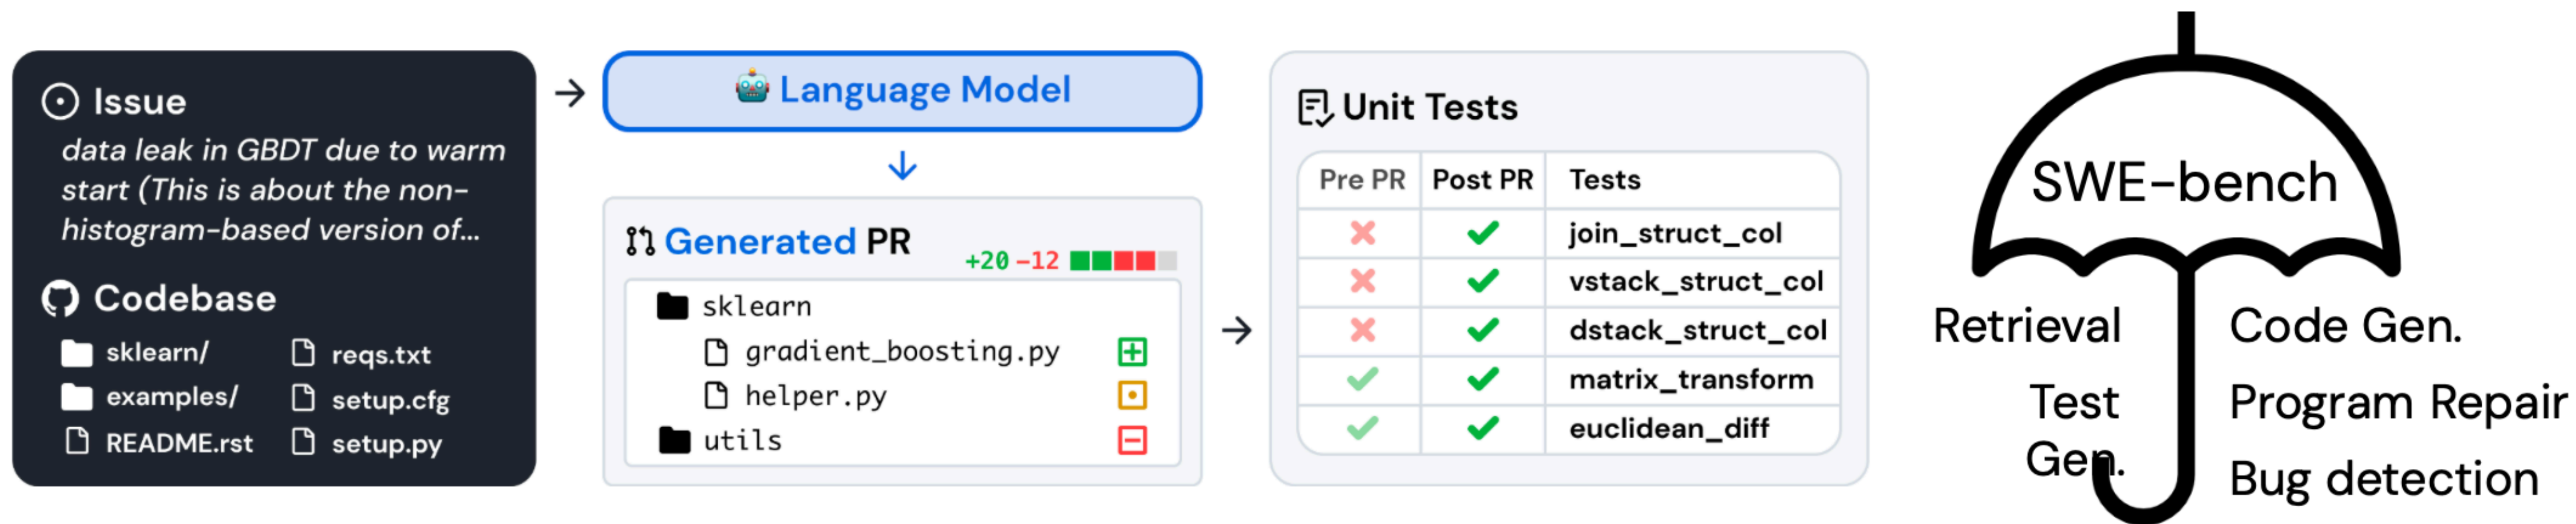 Issue
data leak in GBDT due to warm
start (This is about the non-
histogram-based version of...
Codebase
sklearn/
examples/
README.rst
reqs.txt
setup.cfg
setup.py
Language Model
Generated PR
+20 -12
sklearn
gradient_boosting.py
helper.py
utils
Unit Tests
Pre PR Post PR Tests
join_struct_col
vstack_struct_col
dstack_struct_col
matrix_transform
euclidean_diff
SWE-bench
Retrieval
Test
Gen.
Code Gen.
Program Repair
Bug detection